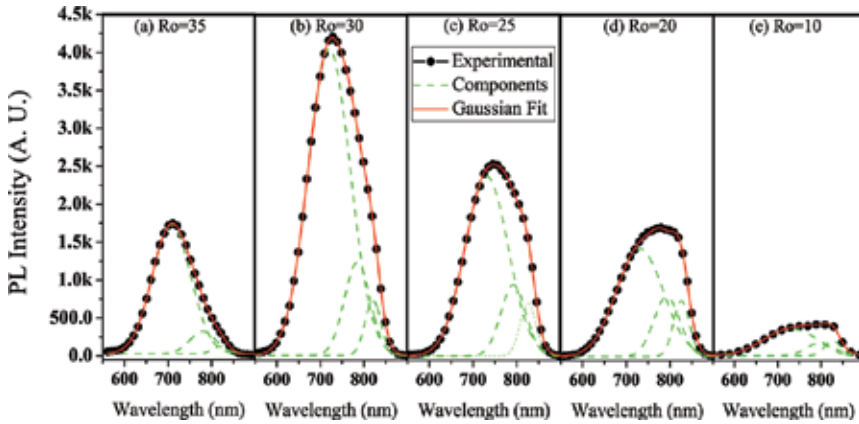 4.5k
4.0k
3.5k
3.0k
2.5k
2.0k
1.5k
1.0k
500.0
0.0
PL Intensity (A. U.)
(a) Ro=35
(b) Ro=30
(c) Ro=25
(d) Ro=20
(e) Ro=10
Experimental
Components
Gaussian Fit
600 700 800
600 700 800
600 700 800
600 700 800
600 700 800
Wavelength (nm)
Wavelength (nm)
Wavelength (nm)
Wavelength (nm)
Wavelength (nm)